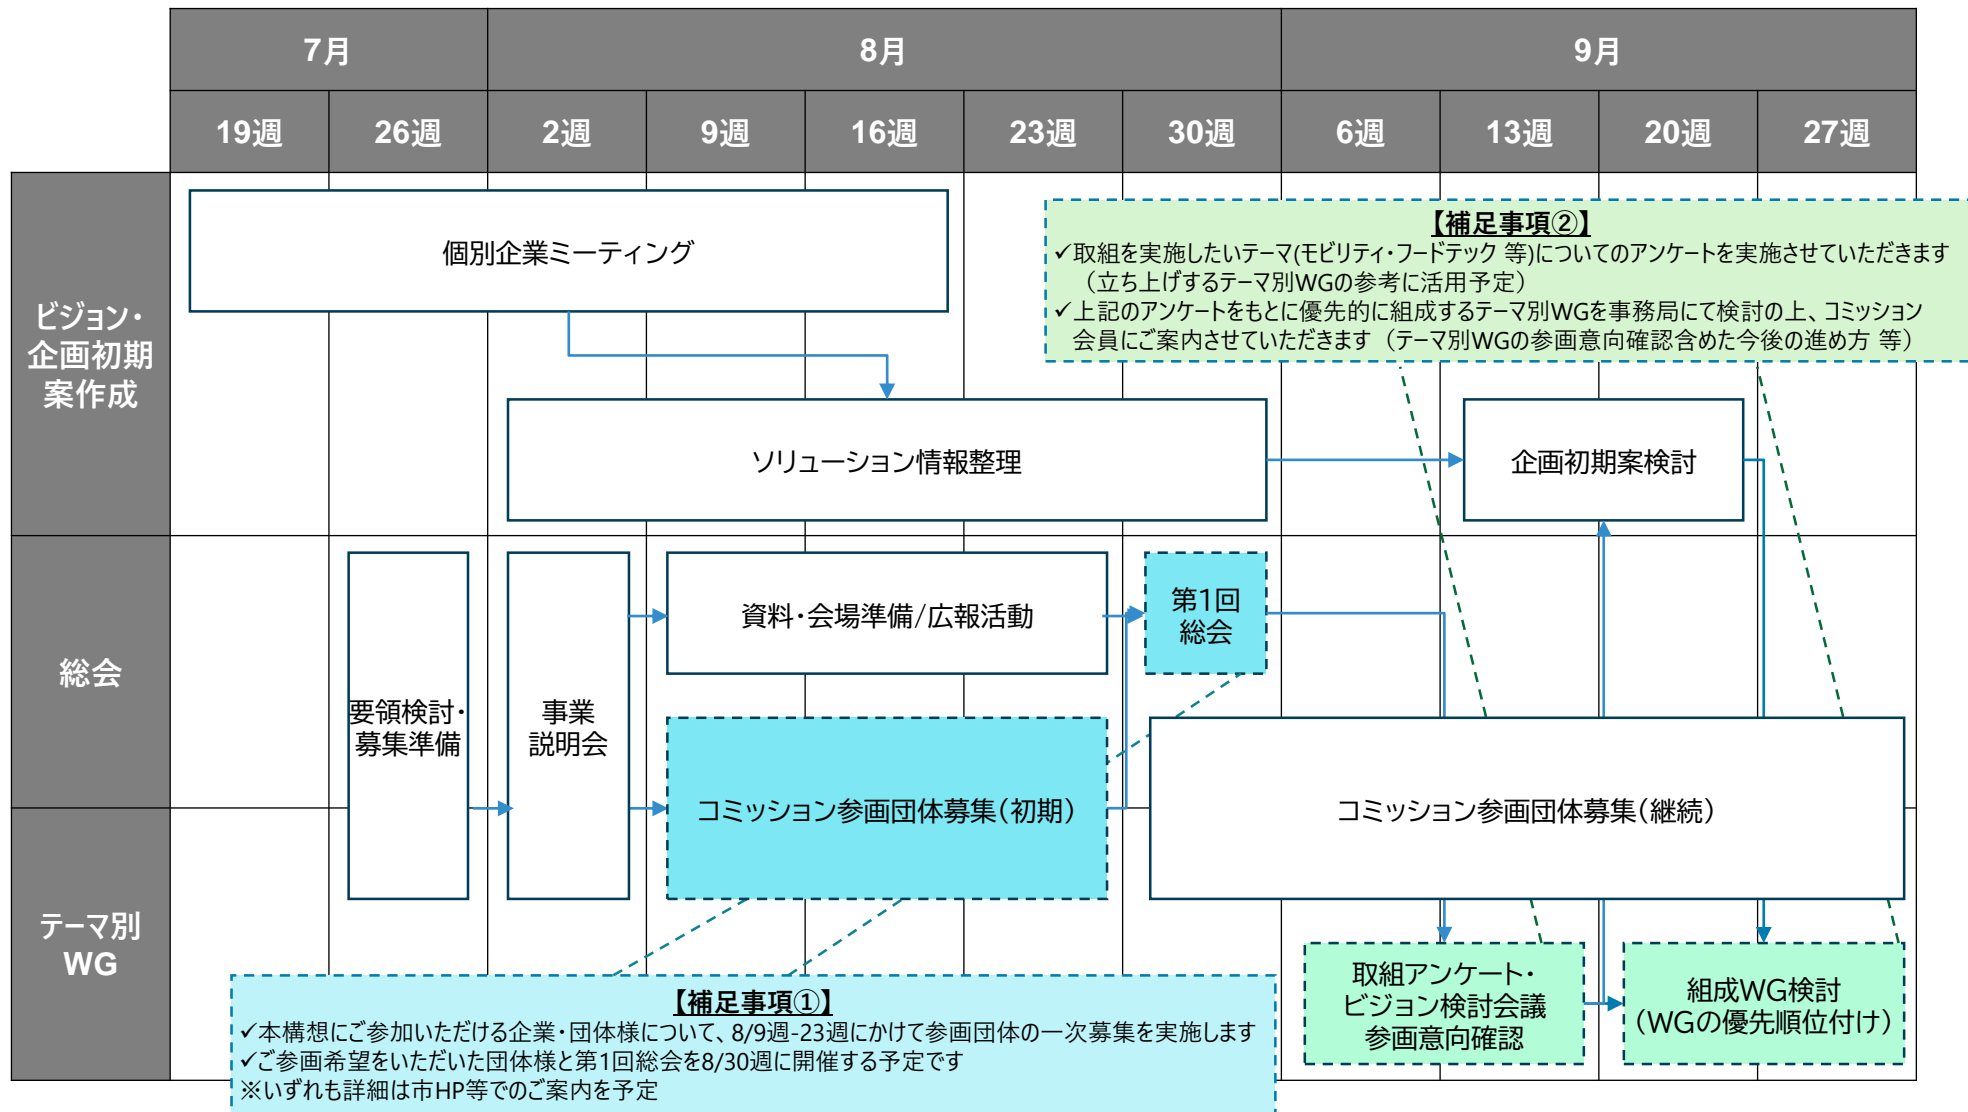 7月
8月
9月
19週
26週
2週
9週
16週
23週
30週
6週
13週
20週
27週
ビジョン・
企画初期
案作成
個別企業ミーティング
【補足事項②】
✓取組を実施したいテーマ(モビリティ・フードテック 等)についてのアンケートを実施させていただきます
（立ち上げするテーマ別WGの参考に活用予定）
✓上記のアンケートをもとに優先的に組成するテーマ別WGを事務局にて検討の上、コミッション
会員にご案内させていただきます（テーマ別WGの参画意向確認含めた今後の進め方 等）
ソリューション情報整理
企画初期案検討
総会
要領検討・
募集準備
事業
説明会
資料・会場準備/広報活動
第1回
総会
コミッション参画団体募集（初期）
コミッション参画団体募集（継続）
テーマ別
WG
取組アンケート・
ビジョン検討会議
参画意向確認
組成WG検討
（WGの優先順位付け）
【補足事項①】
✓本構想にご参加いただける企業・団体様について、8/9週-23週にかけて参画団体の一次募集を実施します
✓ご参画希望をいただいた団体様と第1回総会を8/30週に開催する予定です
※いずれも詳細は市HP等でのご案内を予定